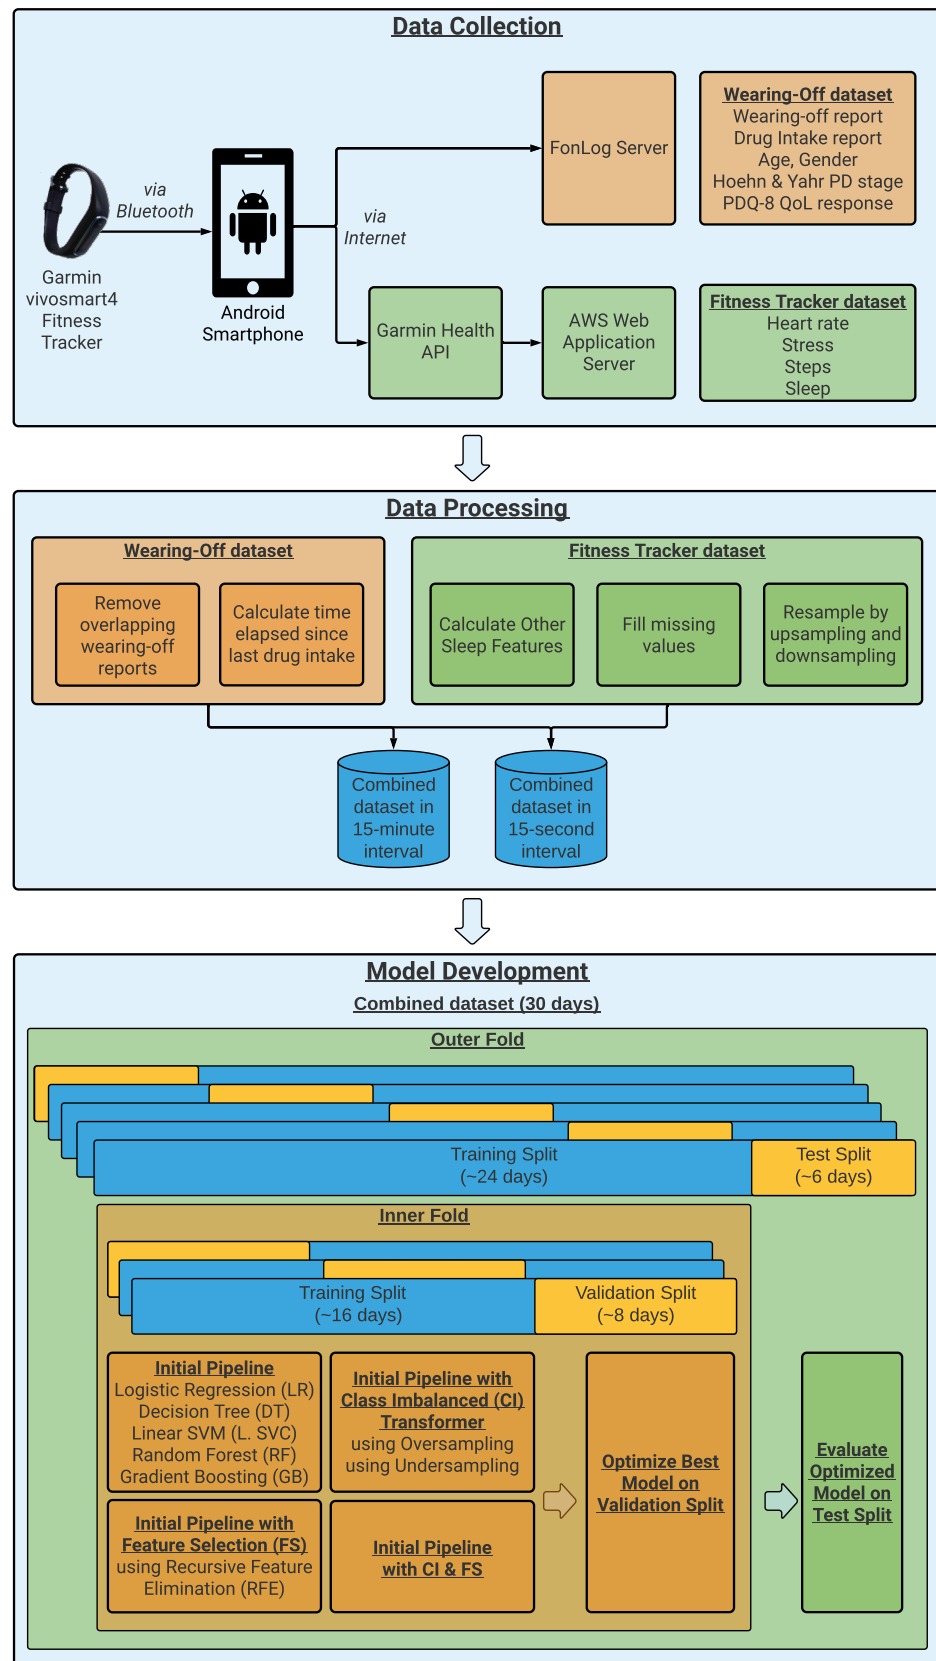 Data Collection
via
Bluetooth
Garmin
vivosmart4
Fitness
Tracker
Android
Smartphone
via
Internet
FonLog Server
Wearing-Off dataset
Wearing-off report
Drug Intake report
Age, Gender
Hoehn & Yahr PD stage
PDQ-8 QoL response
Garmin Health
API
AWS Web
Application
Server
Fitness Tracker dataset
Heart rate
Stress
Steps
Sleep
Data Processing
Wearing-Off dataset
Remove
overlapping
wearing-off
reports
Calculate time
elapsed since
last drug intake
Fitness Tracker dataset
Calculate Other
Sleep Features
Fill missing
values
Resample by
upsampling and
downsampling
Combined
dataset in
15-minute
interval
Combined
dataset in
15-second
interval
Model Development
Combined dataset (30 days)
Outer Fold
Training Split
(~24 days)
Test Split
(~6 days)
Inner Fold
Training Split
(~16 days)
Validation Split
(~8 days)
Initial Pipeline
Logistic Regression (LR)
Decision Tree (DT)
Linear SVM (L. SVC)
Random Forest (RF)
Gradient Boosting (GB)
Initial Pipeline with
Class Imbalanced (CI)
Transformer
using Oversampling
using Undersampling
Initial Pipeline with
Feature Selection (FS)
using Recursive Feature
Elimination (RFE)
Initial Pipeline
with CI & FS
Optimize Best
Model on
Validation Split
Evaluate
Optimized
Model on
Test Split